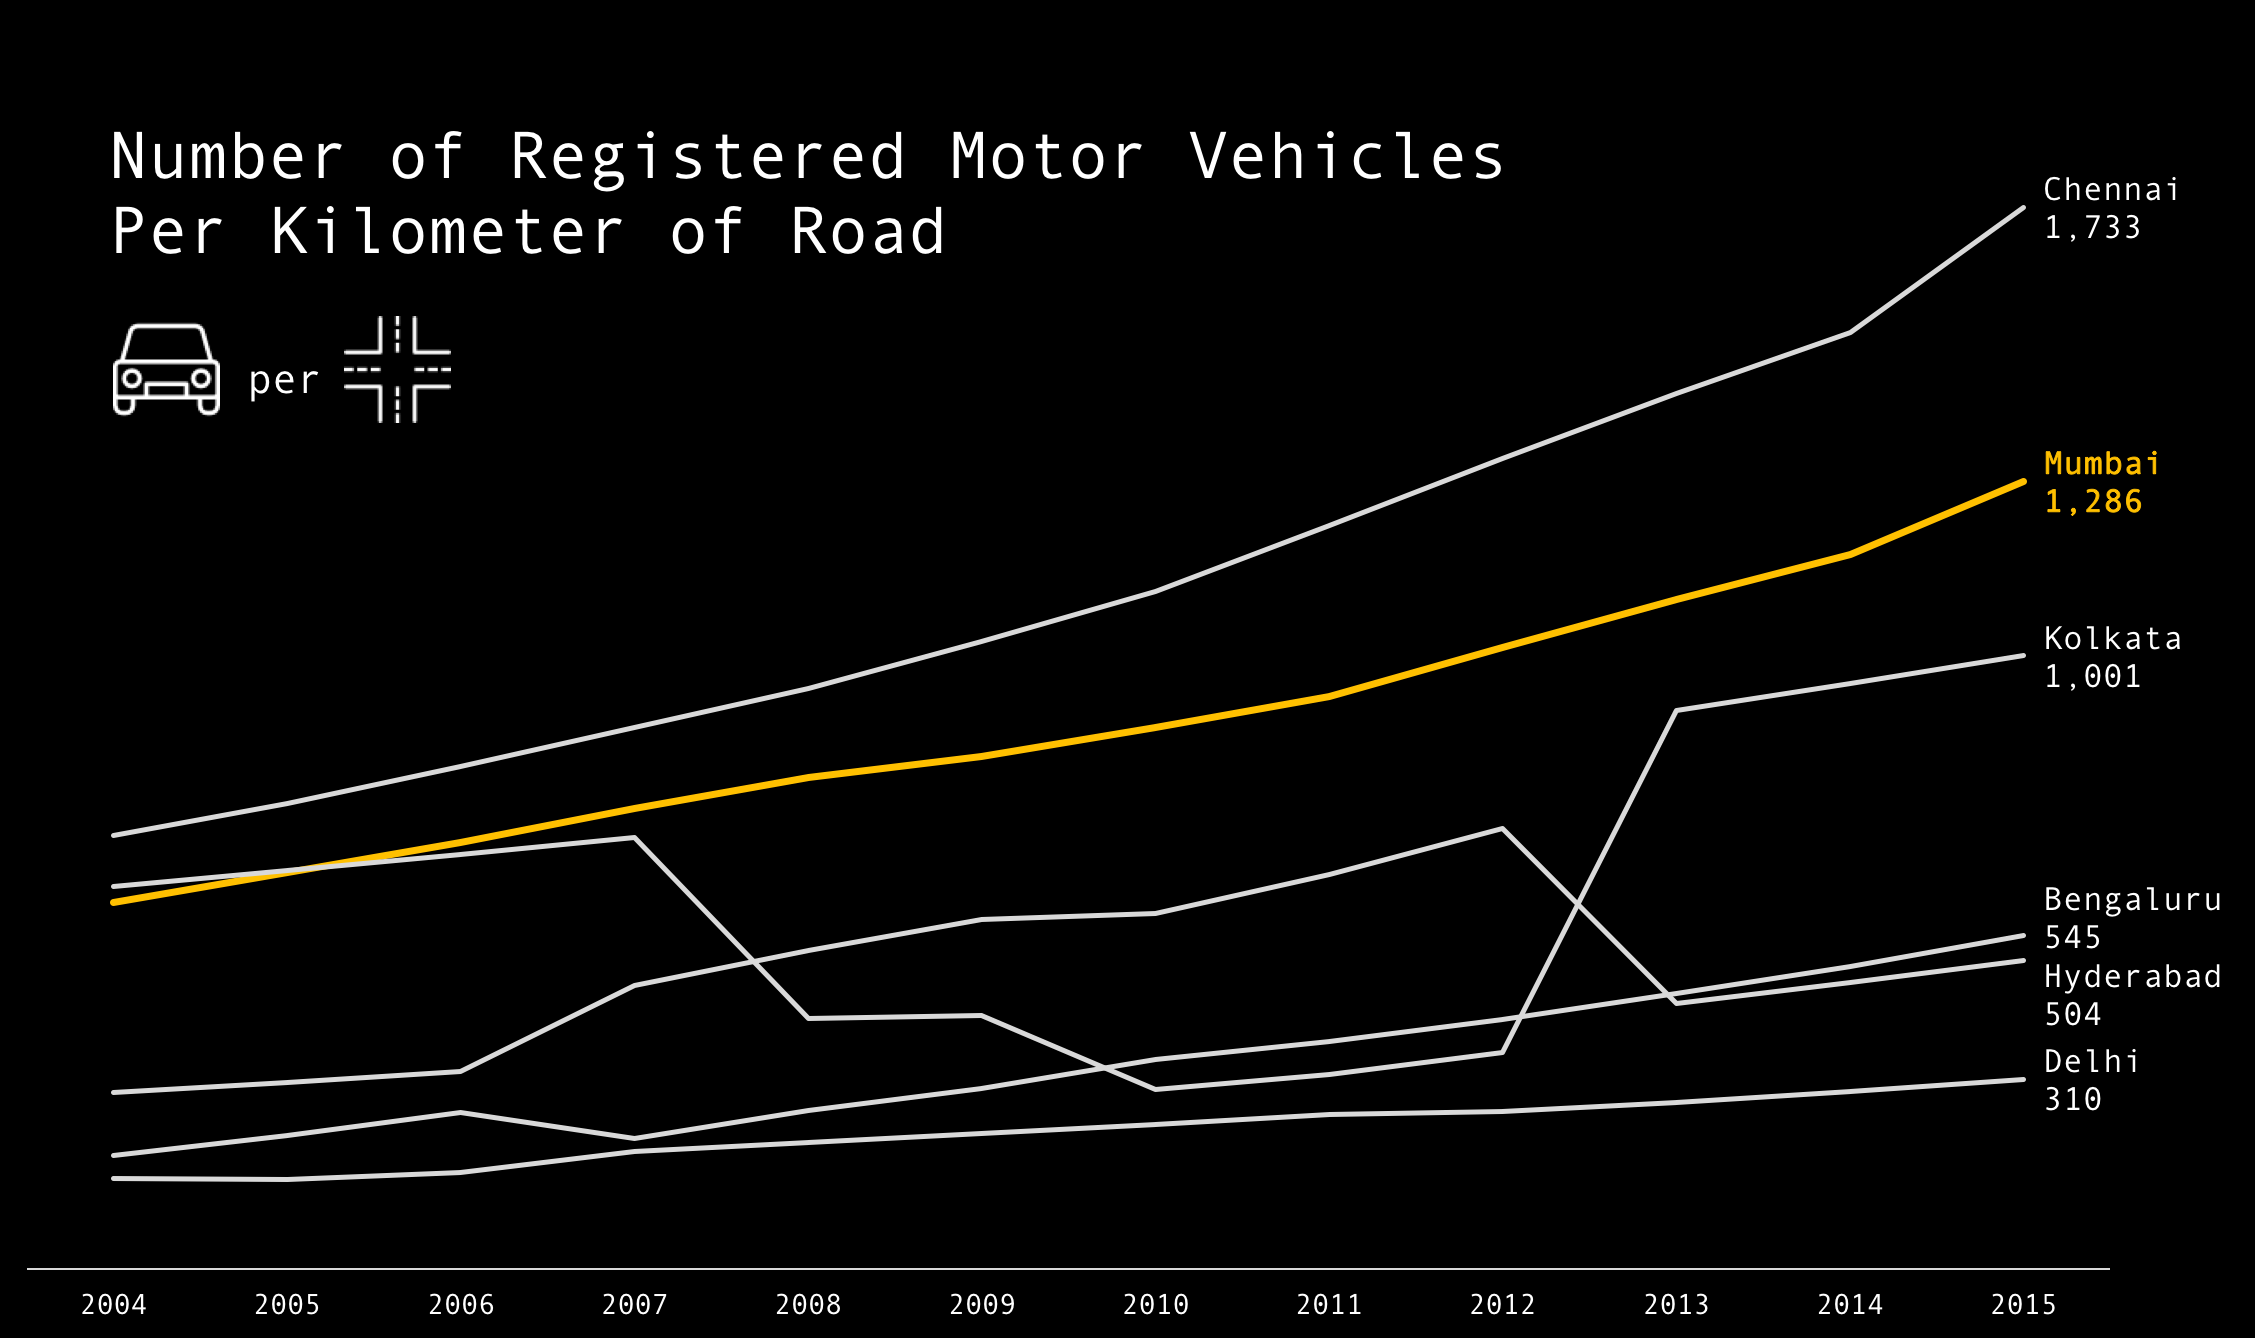 Number of Registered Motor Vehicles
Per Kilometer of Road
per
Chennai
1,733
Mumbai
1,286
Kolkata
1,001
Bengaluru
545
Hyderabad
504
Delhi
310
2004 2005 2006 2007 2008 2009 2010 2011 2012 2013 2014 2015